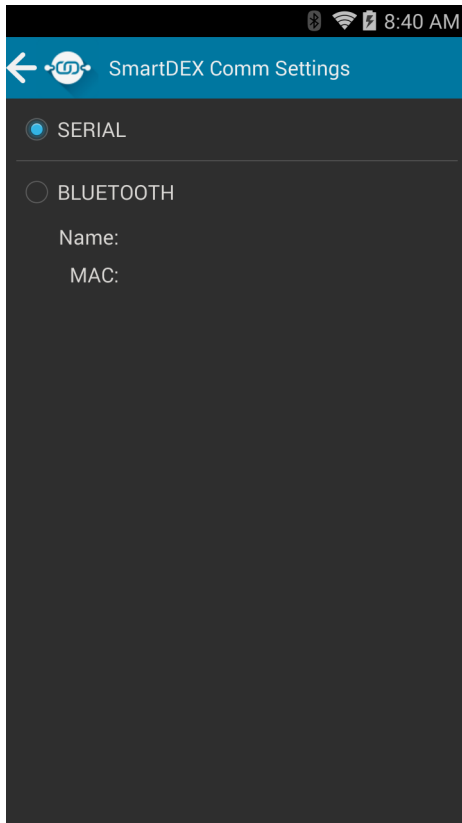 8:40 AM
SmartDEX Comm Settings
SERIAL
BLUETOOTH
Name:
MAC: